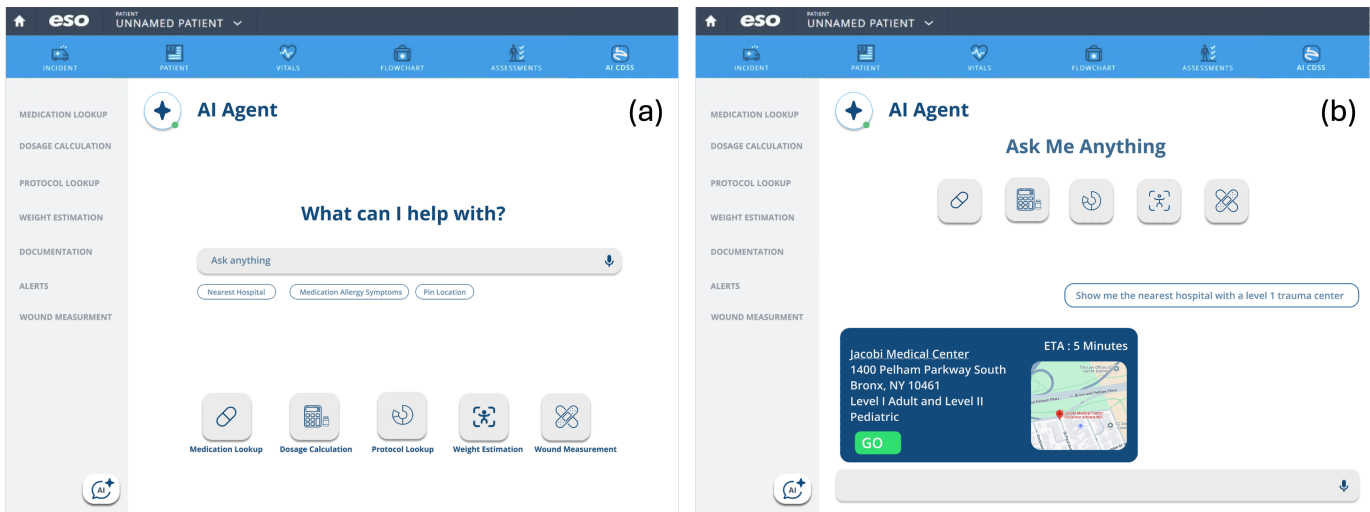 eso
PATIENT
UNNAMED PATIENT
INCIDENT
PATIENT
VITALS
FLOWCHART
ASSESSMENTS
AI CDSS
MEDICATION LOOKUP
DOSAGE CALCULATION
PROTOCOL LOOKUP
WEIGHT ESTIMATION
DOCUMENTATION
ALERTS
WOUND MEASURMENT
AI
AI Agent
(a)
What can I help with?
Ask anything
Nearest Hospital
Medication Allergy Symptoms
Pin Location
Medication Lookup
Dosage Calculation
Protocol Lookup
Weight Estimation
Wound Measurement
eso
PATIENT
UNNAMED PATIENT
INCIDENT
PATIENT
VITALS
FLOWCHART
ASSESSMENTS
AI CDSS
MEDICATION LOOKUP
DOSAGE CALCULATION
PROTOCOL LOOKUP
WEIGHT ESTIMATION
DOCUMENTATION
ALERTS
WOUND MEASURMENT
AI
AI Agent
(b)
Ask Me Anything
Show me the nearest hospital with a level 1 trauma center
Jacobi Medical Center
1400 Pelham Parkway South
Bronx, NY 10461
Level I Adult and Level II
Pediatric
GO
ETA : 5 Minutes